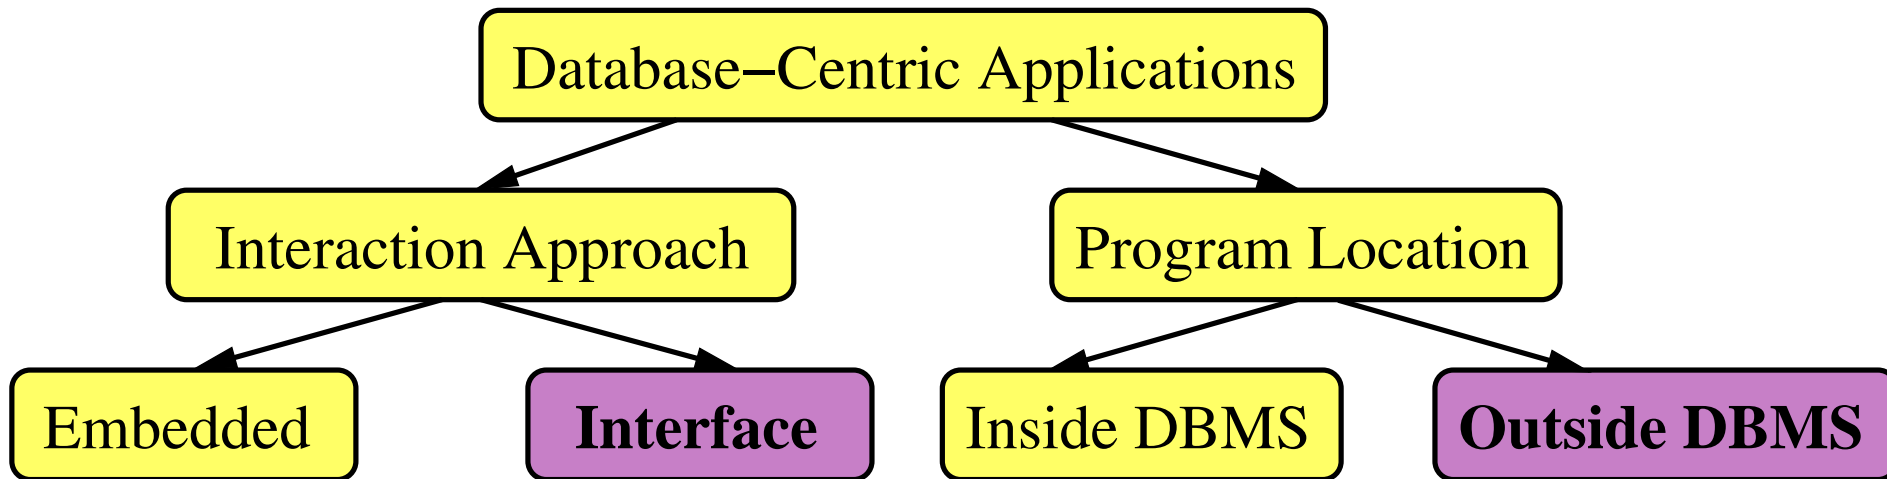 Database–Centric Applications
Interaction Approach
Program Location
Embedded
Interface
Inside DBMS
Outside DBMS